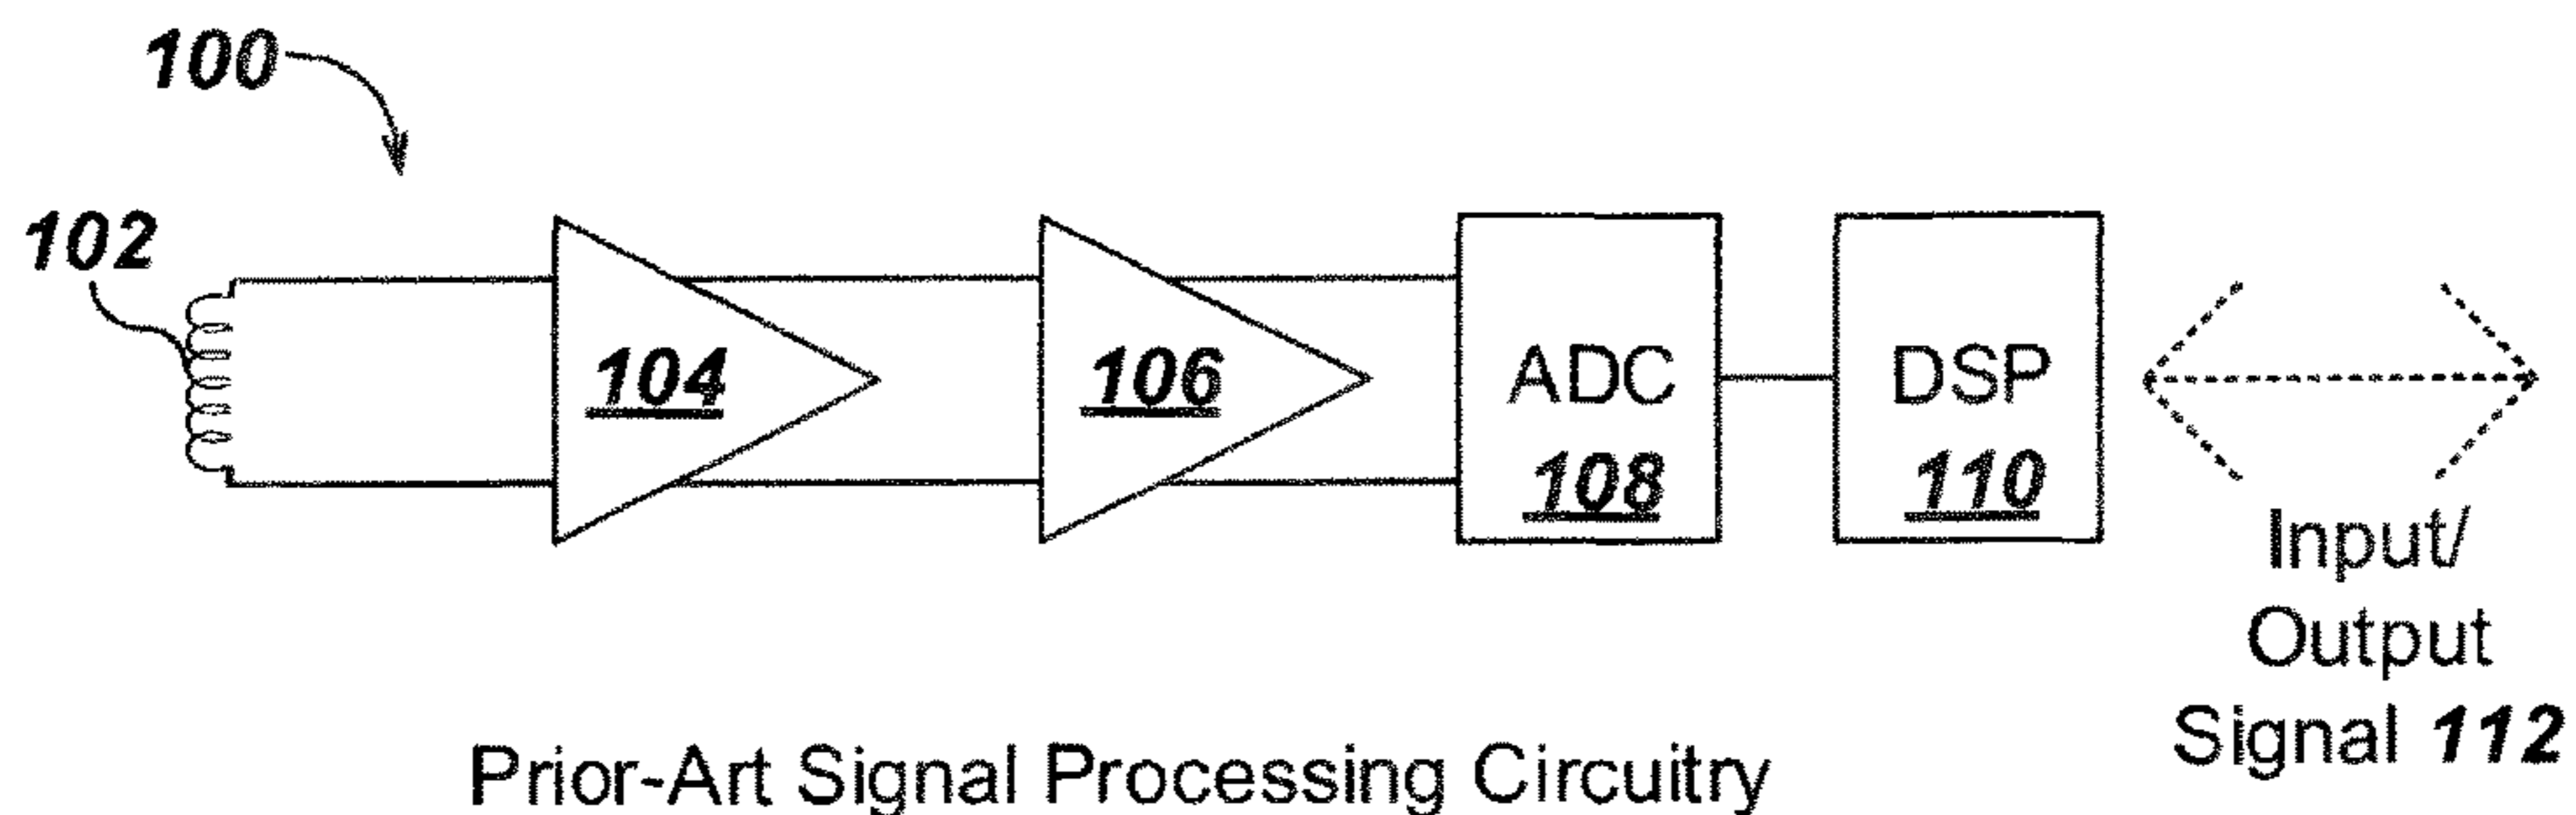 100
102
104
106
ADC
108
DSP
110
Input/
Output
Signal 112
Prior-Art Signal Processing Circuitry